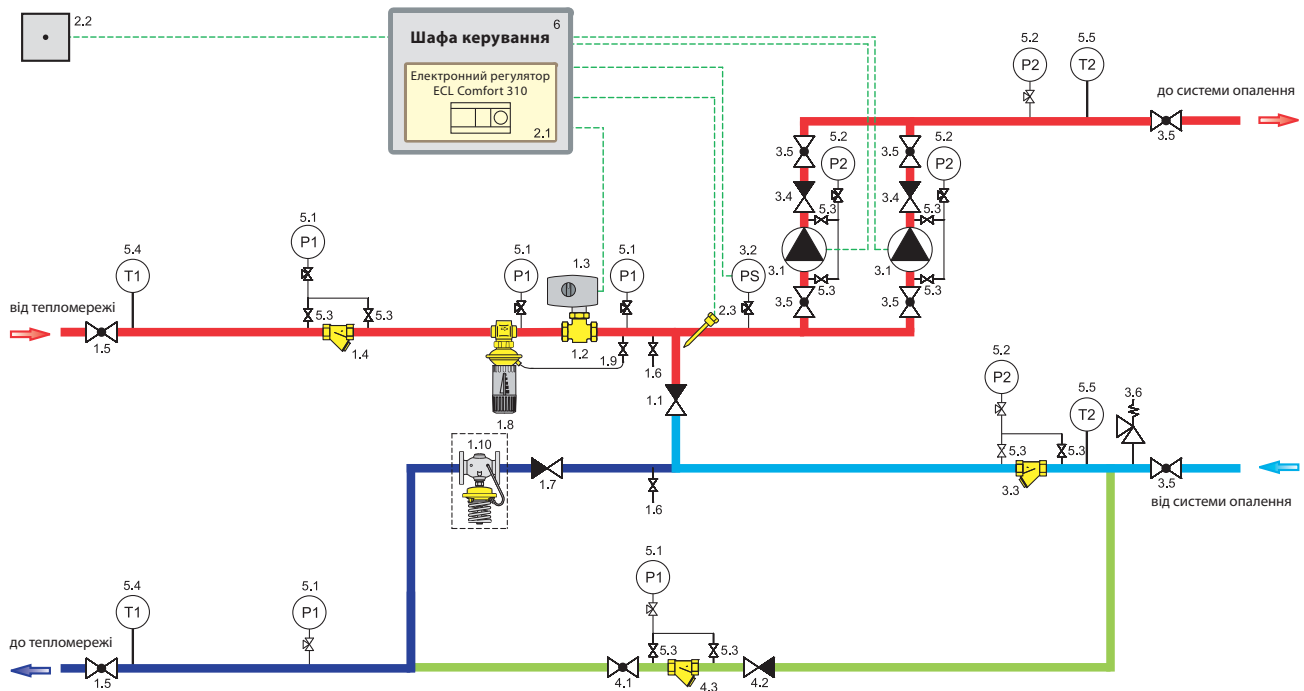 2.2
6
Шафа керування
Електронний регулятор
ECL Comfort 310
2.1
5.2
P2
5.5
T2
до системи опалення
3.5
5.2
P2
5.2
P2
3.5
3.5
3.4
3.4
5.3
5.3
3.1
3.1
5.3
5.3
3.5
3.5
5.4
T1
5.1
P1
5.1
P1
1.3
5.1
P1
3.2
PS
2.3
від тепломережі
1.5
5.3
5.3
1.4
1.2
1.9
1.6
1.8
1.1
5.2
P2
5.5
T2
3.6
1.10
1.7
1.6
5.3
5.3
3.3
3.5
від системи опалення
5.4
T1
5.1
P1
5.1
P1
до тепломережі
1.5
5.3
5.3
4.1
4.3
4.2